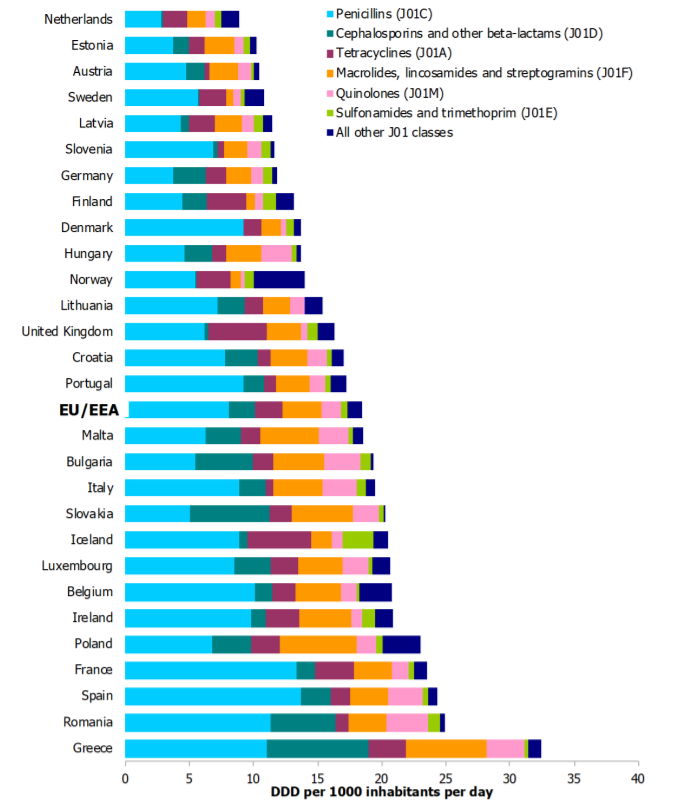 Netherlands
Estonia
Austria
Sweden
Latvia
Slovenia
Germany
Finland
Denmark
Hungary
Norway
Lithuania
United Kingdom
Croatia
Portugal
EU/EEA
Malta
Bulgaria
Italy
Slovakia
Iceland
Luxembourg
Belgium
Ireland
Poland
France
Spain
Romania
Greece
Penicillins (J01C)
Cephalosporins and other beta-lactams (J01D)
Tetracyclines (J01A)
Macrolides, lincosamides and streptogramins (J01F)
Quinolones (J01M)
Sulfonamides and trimethoprim (J01E)
All other J01 classes
0 5 10 15 20 25 30 35 40
DDD per 1000 inhabitants per day